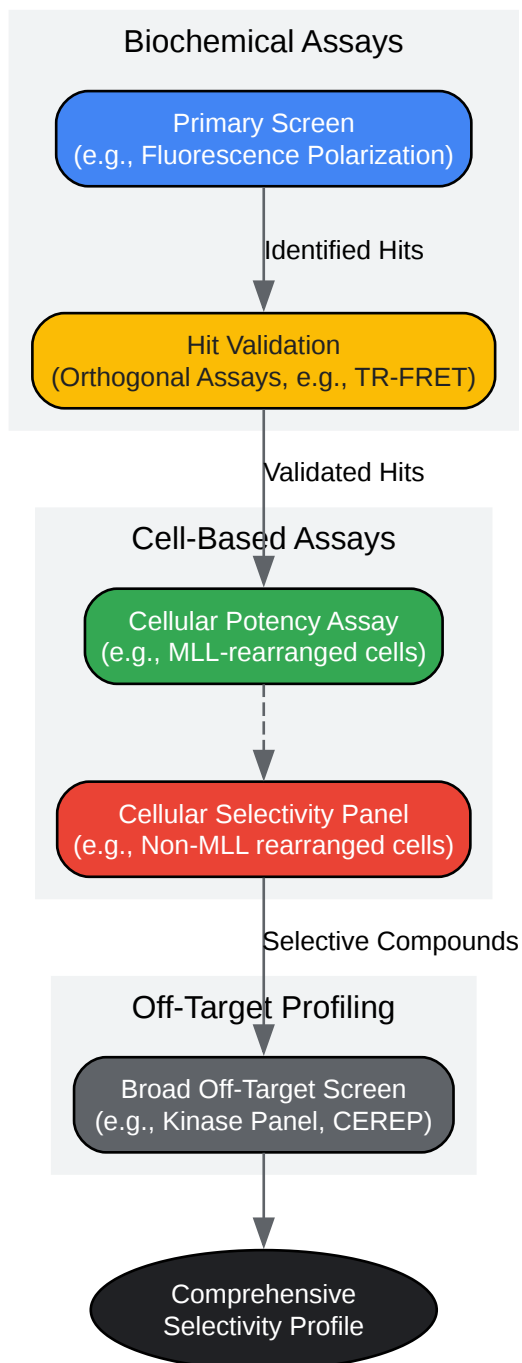 Biochemical Assays
Primary Screen
(e.g., Fluorescence Polarization)
Identified Hits
Hit Validation
(Orthogonal Assays, e.g., TR-FRET)
Validated Hits
Cell-Based Assays
Cellular Potency Assay
(e.g., MLL-rearranged cells)
Cellular Selectivity Panel
(e.g., Non-MLL rearranged cells)
Selective Compounds
Off-Target Profiling
Broad Off-Target Screen
(e.g., Kinase Panel, CEREP)
Comprehensive
Selectivity Profile